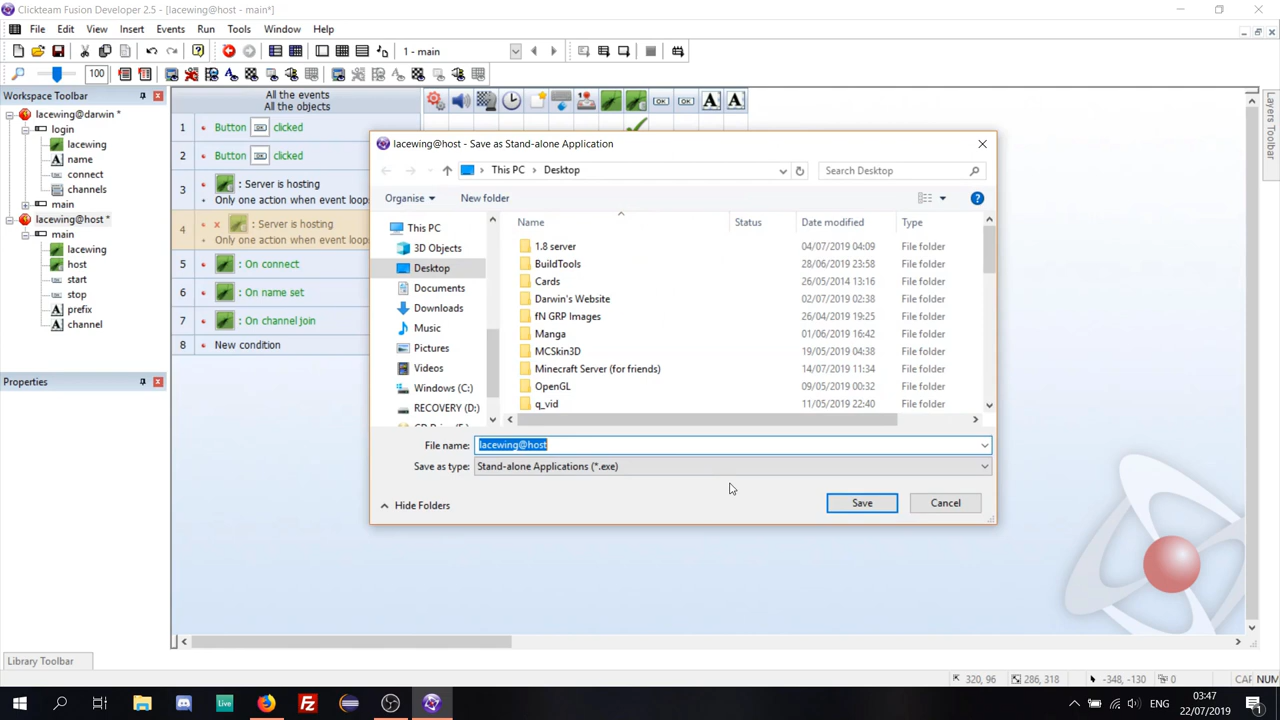 Clickteam Fusion Developer 2.5 - [lacewing@host - main*]
File Edit View Insert Events Run Tools Window Help
1 - main
100
Workspace Toolbar
lacewing@darwin *
login
lacewing
name
connect
channels
main
lacewing@host *
main
lacewing
host
start
stop
prefix
channel
Properties
Library Toolbar
All the events
All the objects
1 Button OK clicked
2 Button OK clicked
3 : Server is hosting
Only one action when event loops
4 : Server is hosting
Only one action when event loops
5 : On connect
6 : On name set
7 : On channel join
8 New condition
lacewing@host - Save as Stand-alone Application
This PC Desktop
Search Desktop
Organise New folder
This PC
3D Objects
Desktop
Documents
Downloads
Music
Pictures
Videos
Windows (C:)
RECOVERY (D:)
Name Status Date modified Type
1.8 server 04/07/2019 04:09 File folder
BuildTools 28/06/2019 23:58 File folder
Cards 26/05/2014 13:16 File folder
Darwin's Website 02/07/2019 02:38 File folder
fN GRP Images 26/04/2019 19:25 File folder
Manga 01/06/2019 16:42 File folder
MCSkin3D 19/05/2019 04:38 File folder
Minecraft Server (for friends) 14/07/2019 11:34 File folder
OpenGL 09/05/2019 00:32 File folder
q_vid 11/05/2019 22:40 File folder
File name: lacewing@host
Save as type: Stand-alone Applications (*.exe)
Hide Folders
Save Cancel
Layers Toolbar
320, 96 286, 318 -348, -130 0 CAP NUM
Live
ENG
03:47
22/07/2019